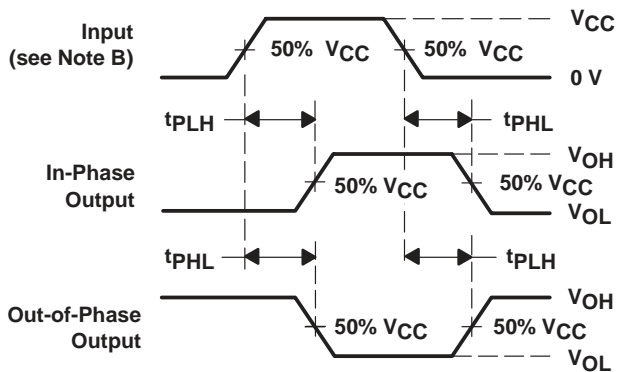 Input
(see Note B)
50% VCC
50% VCC
VCC
0 V
tPLH
tPHL
In-Phase
Output
50% VCC
50% VCC
VOH
VOL
tPHL
tPLH
Out-of-Phase
Output
50% VCC
50% VCC
VOH
VOL